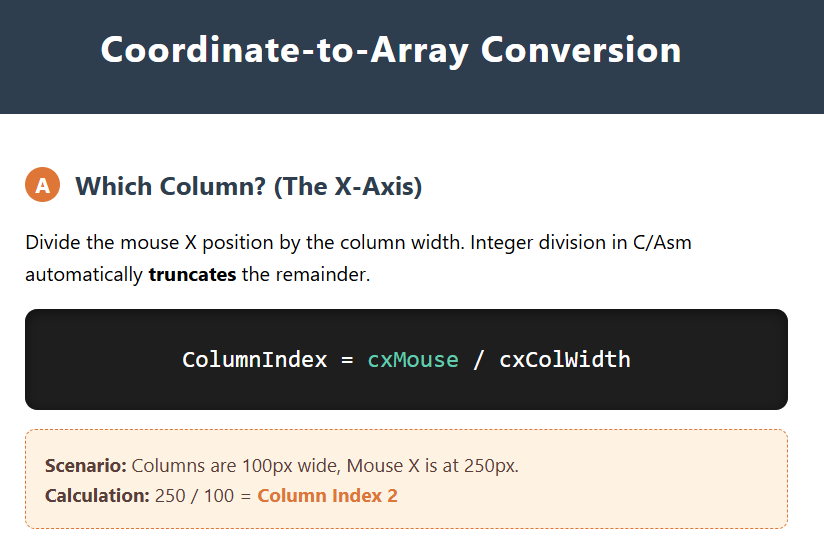 Coordinate-to-Array Conversion
A Which Column? (The X-Axis)
Divide the mouse X position by the column width. Integer division in C/Asm
automatically truncates the remainder.
ColumnIndex = cxMouse / cxColWidth
Scenario: Columns are 100px wide, Mouse X is at 250px.
Calculation: 250 / 100 = Column Index 2